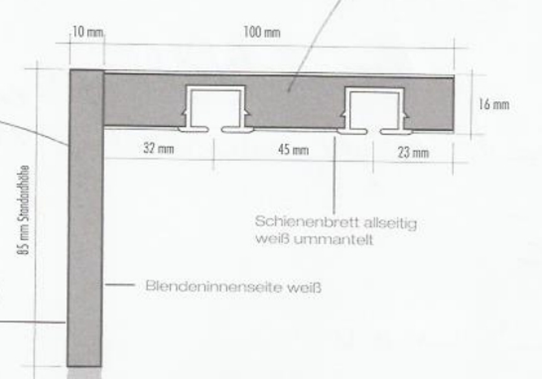 10 mm
100 mm
16 mm
32 mm
45 mm
23 mm
85 mm Standardhöhe
Schienenbrett allseitig
weiß ummantelt
Blendeninnenseite weiß